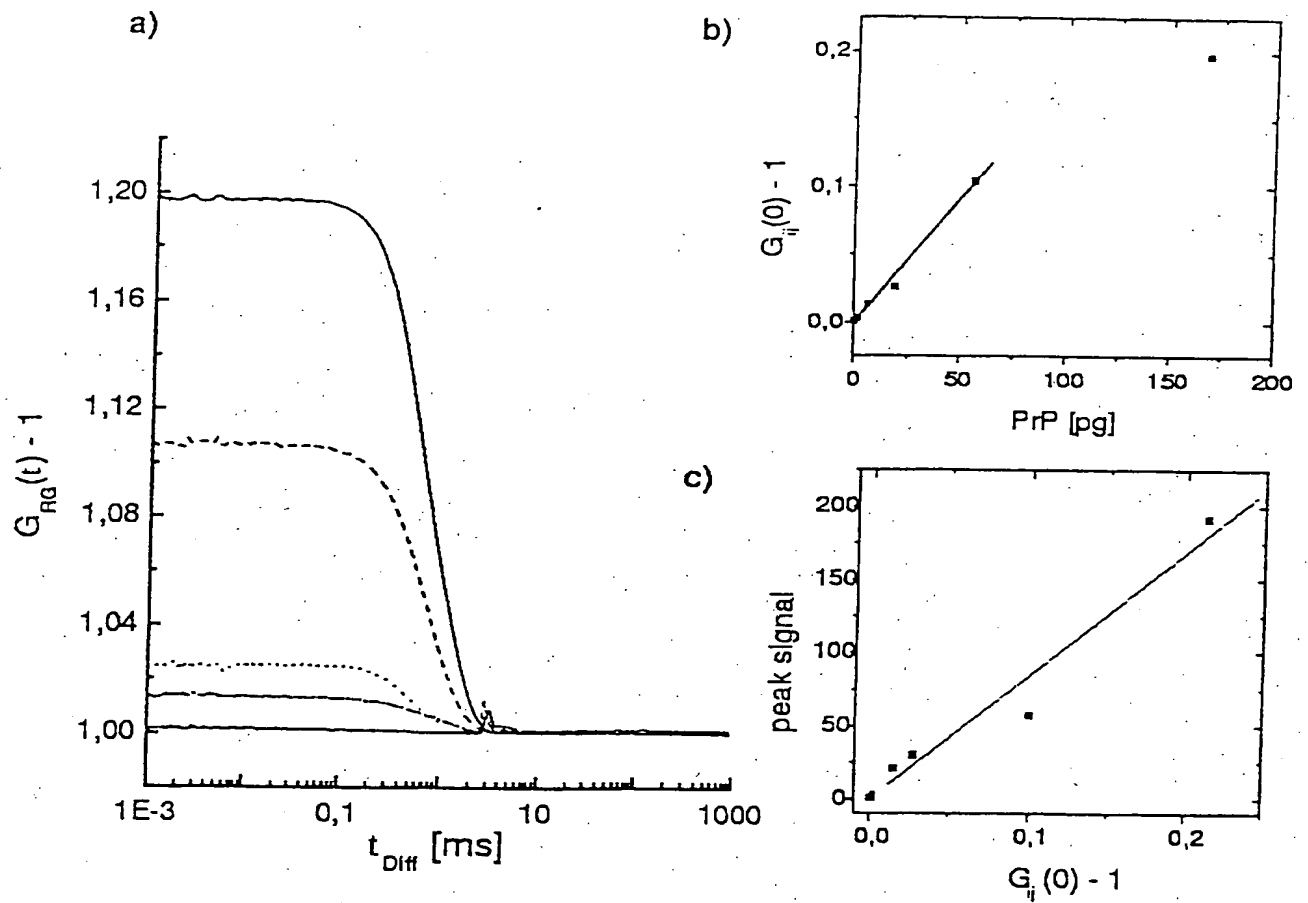 a)
1,20
1,16
1,12
1,08
1,04
1,00
G_RG(t) - 1
1E-3
0,1
10
1000
t_Diff [ms]
b)
0,2
0,1
0,0
G_ij(0) - 1
0
50
100
150
200
PrP [pg]
c)
200
150
100
50
0
peak signal
0,0
0,1
0,2
G_ij(0) - 1